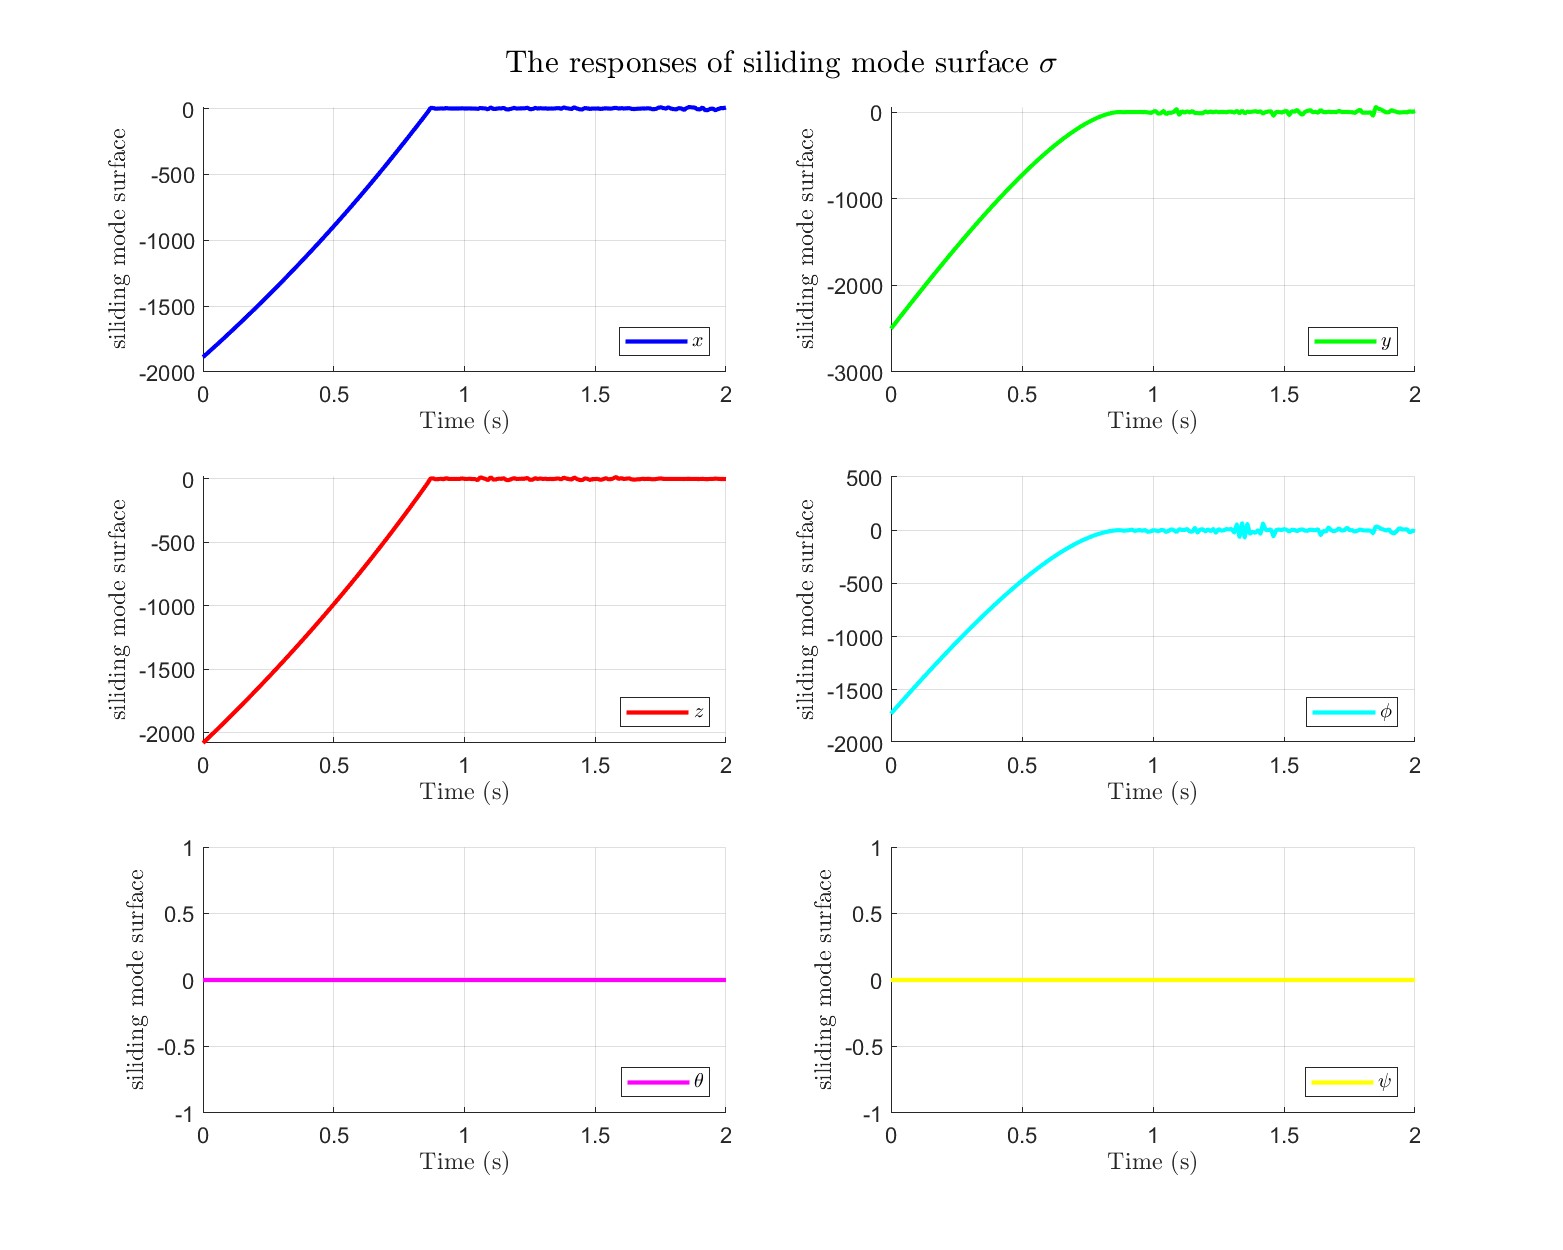 The responses of siliding mode surface σ
siliding mode surface
0
-500
-1000
-1500
-2000
0 0.5 1 1.5 2
Time (s)
x
siliding mode surface
0
-1000
-2000
-3000
0 0.5 1 1.5 2
Time (s)
y
siliding mode surface
0
-500
-1000
-1500
-2000
0 0.5 1 1.5 2
Time (s)
z
siliding mode surface
500
0
-500
-1000
-1500
-2000
0 0.5 1 1.5 2
Time (s)
ϕ
siliding mode surface
1
0.5
0
-0.5
-1
0 0.5 1 1.5 2
Time (s)
θ
siliding mode surface
1
0.5
0
-0.5
-1
0 0.5 1 1.5 2
Time (s)
ψ